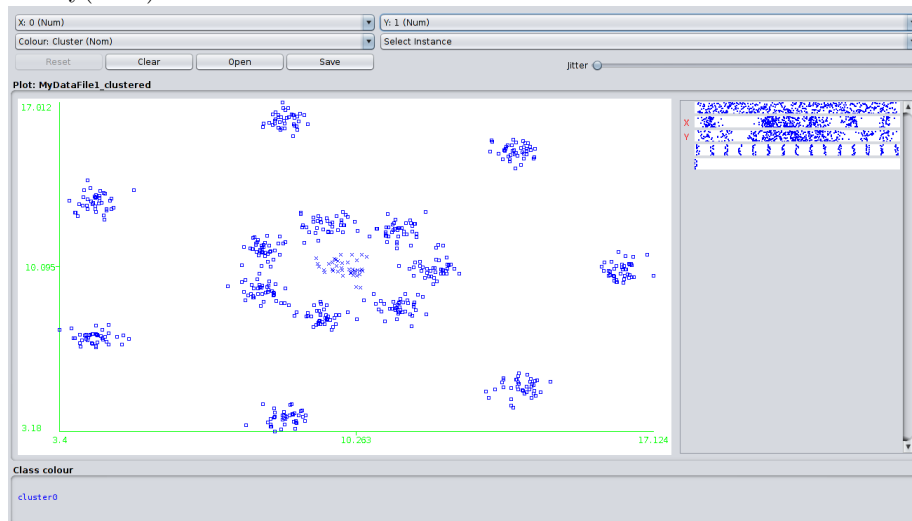 X: 0 (Num)
Y: 1 (Num)
Colour: Cluster (Nom)
Select Instance
Reset
Clear
Open
Save
Jitter
Plot: MyDataFile1_clustered
17.012
10.095
3.18
3.4
10.263
17.124
X
Y
Class colour
cluster0